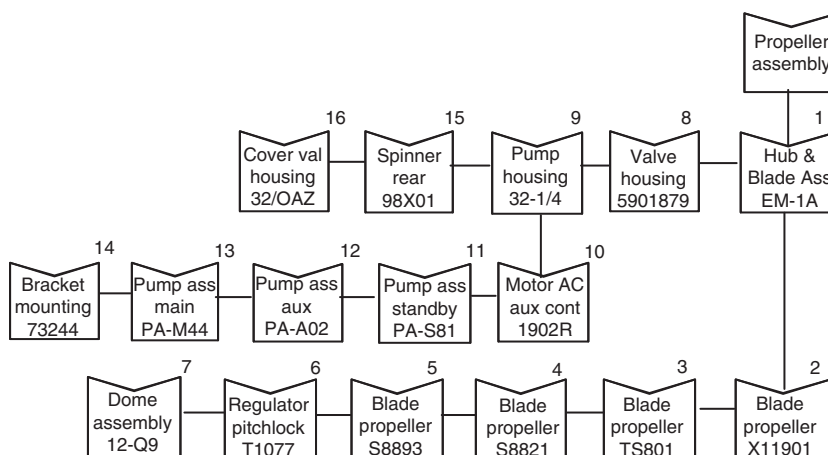 Propeller
assembly
16
Cover val
housing
32/OAZ
15
Spinner
rear
98X01
9
Pump
housing
32-1/4
8
Valve
housing
5901879
1
Hub &
Blade Ass
EM-1A
14
Bracket
mounting
73244
13
Pump ass
main
PA-M44
12
Pump ass
aux
PA-A02
11
Pump ass
standby
PA-S81
10
Motor AC
aux cont
1902R
7
Dome
assembly
12-Q9
6
Regulator
pitchlock
T1077
5
Blade
propeller
S8893
4
Blade
propeller
S8821
3
Blade
propeller
TS801
2
Blade
propeller
X11901